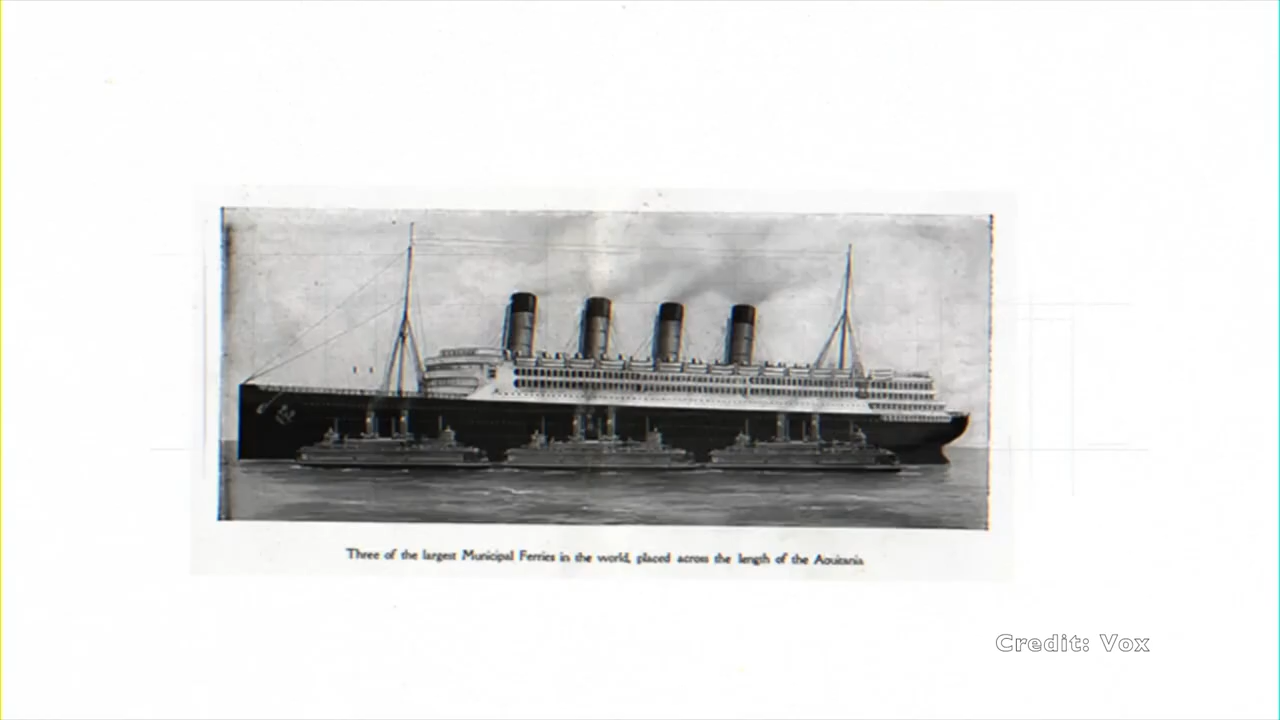 Three of the largest Municipal Ferries in the world, placed across the length of the Aquitania
Credit: Vox